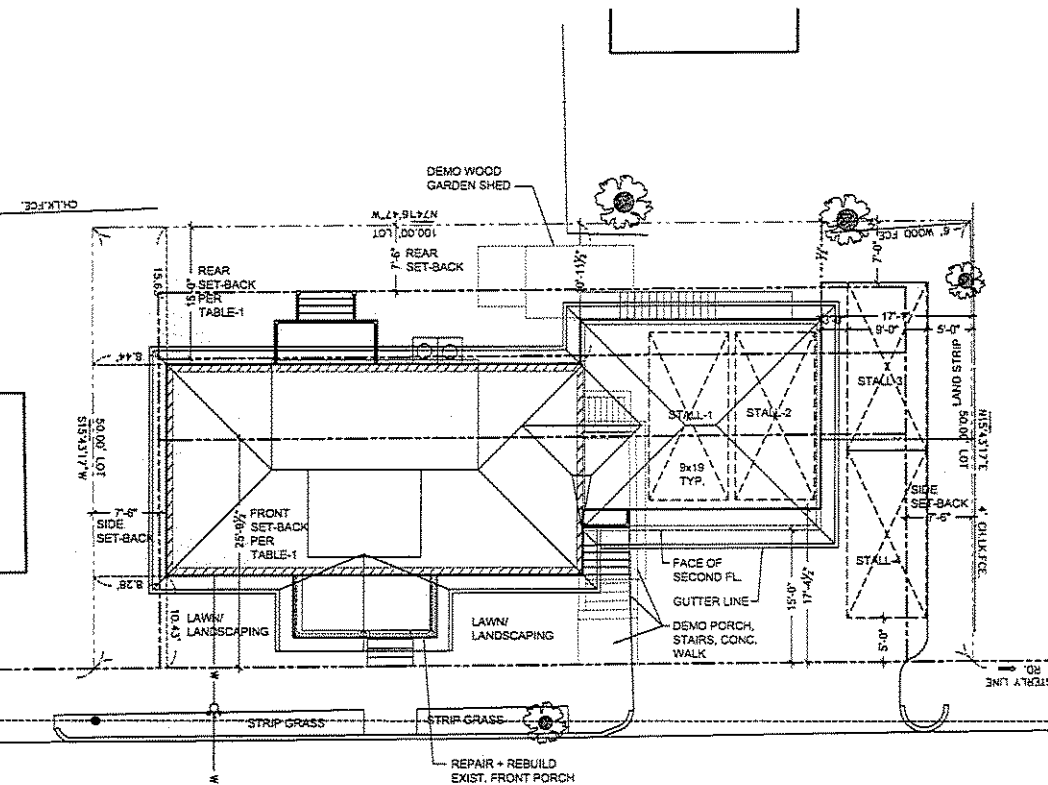 DEMO WOOD
GARDEN SHED
CH.LK.FCE.
N74°16'47"W
100.00' LOT
7'-6"
REAR
SET-BACK
REAR
SET-BACK
PER
TABLE-1
15'-0"
15.63'
6' WOOD FCE.
7'-0"
9'-0"
5'-0"
LAND STRIP
STALL-3
8.44'
50.00' LOT
S15°43'17"W
STALL-1
STALL-2
9x19
TYP.
N15°43'17"E
50.00' LOT
4' CH.LK.FCE
7'-6"
SIDE
SET-BACK
25'-0½"
FRONT
SET-BACK
PER
TABLE-1
SIDE
SET-BACK
7'-6"
STALL-4
FACE OF
SECOND FL.
GUTTER LINE
15'-0"
17'-4½"
8.28'
10.43'
LAWN/
LANDSCAPING
LAWN/
LANDSCAPING
DEMO PORCH,
STAIRS, CONC.
WALK
5'-0"
RD.
TERLY LINE
W
STRIP GRASS
STRIP GRASS
W
REPAIR + REBUILD
EXIST. FRONT PORCH